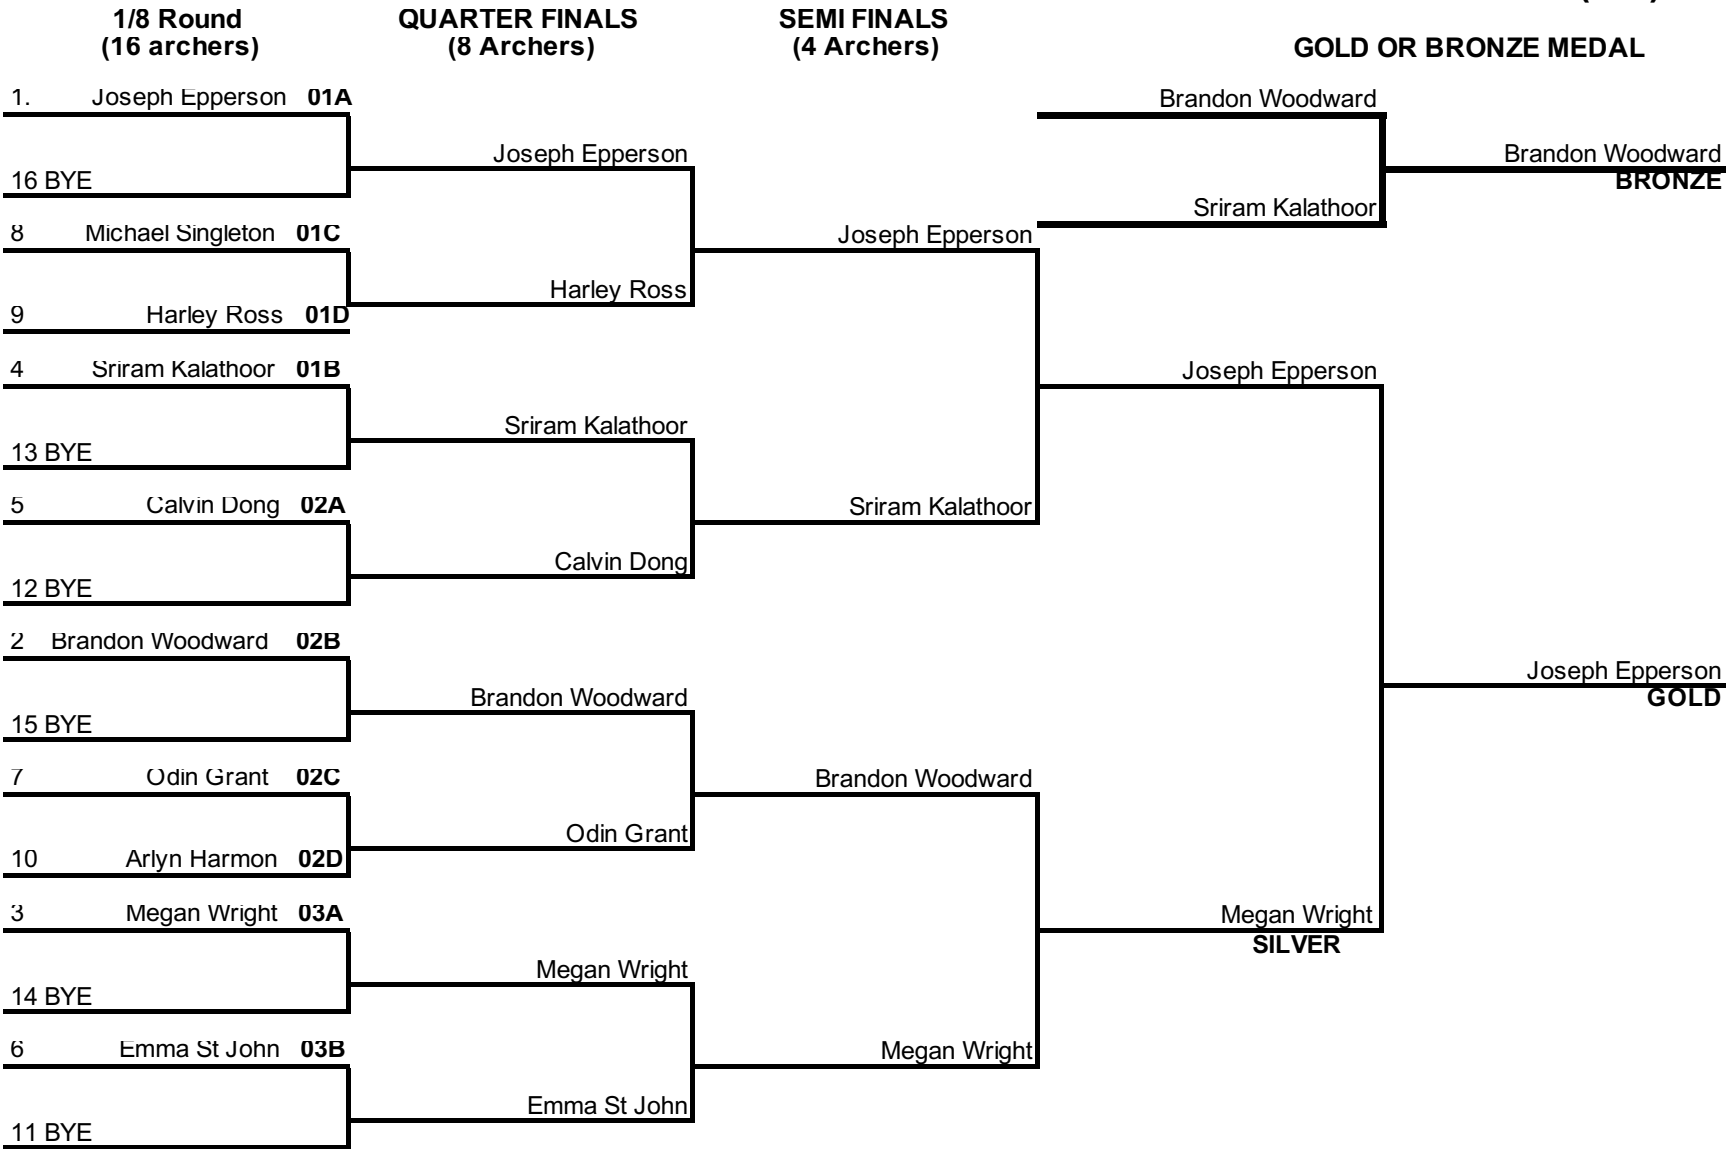 1/8 Round
(16 archers)
QUARTER FINALS
(8 Archers)
SEMI FINALS
(4 Archers)
GOLD OR BRONZE MEDAL
1. Joseph Epperson 01A
16 BYE
8 Michael Singleton 01C
9 Harley Ross 01D
4 Sriram Kalathoor 01B
13 BYE
5 Calvin Dong 02A
12 BYE
2 Brandon Woodward 02B
15 BYE
7 Odin Grant 02C
10 Arlyn Harmon 02D
3 Megan Wright 03A
14 BYE
6 Emma St John 03B
11 BYE
Joseph Epperson
Harley Ross
Sriram Kalathoor
Calvin Dong
Brandon Woodward
Odin Grant
Megan Wright
Emma St John
Joseph Epperson
Sriram Kalathoor
Brandon Woodward
Megan Wright
Brandon Woodward
Sriram Kalathoor
Joseph Epperson
Megan Wright
SILVER
Brandon Woodward
BRONZE
Joseph Epperson
GOLD